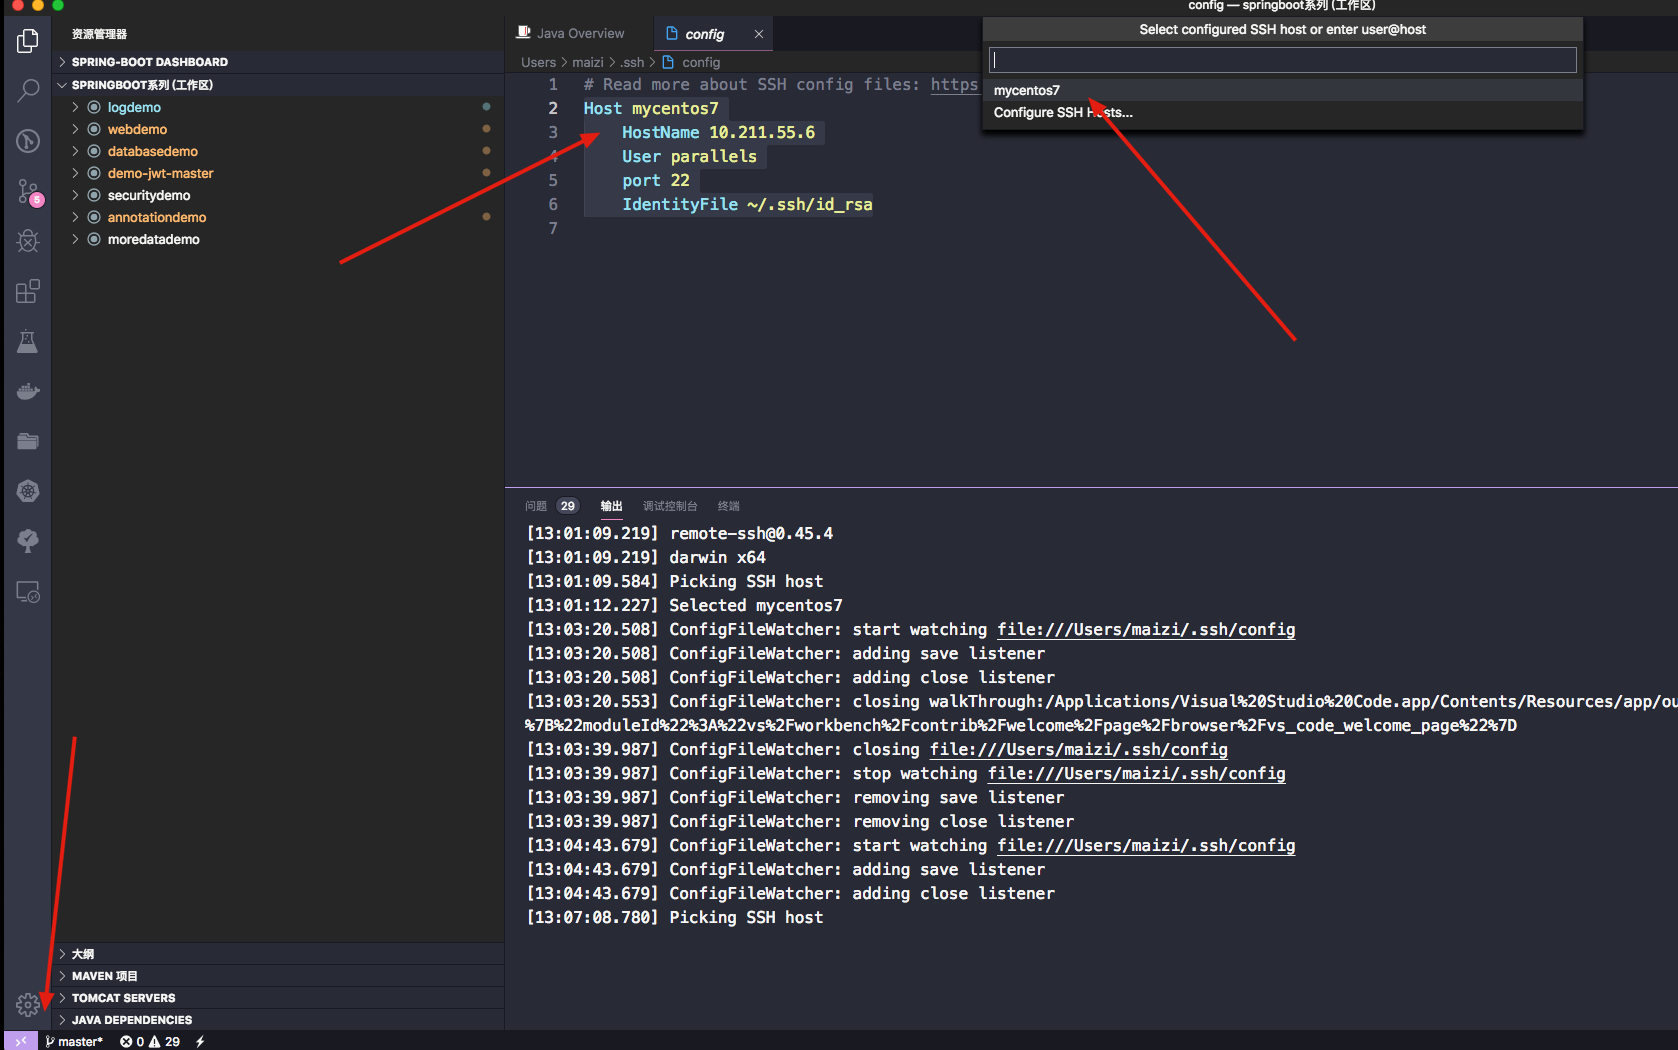 config — springboot系列 (工作区)
资源管理器
SPRING-BOOT DASHBOARD
SPRINGBOOT系列 (工作区)
logdemo
webdemo
databasedemo
demo-jwt-master
securitydemo
annotationdemo
moredatademo
5
大纲
MAVEN 项目
TOMCAT SERVERS
JAVA DEPENDENCIES
Java Overview
config
Users > maizi > .ssh > config
1 # Read more about SSH config files: https
2 Host mycentos7
3 HostName 10.211.55.6
4 User parallels
5 port 22
6 IdentityFile ~/.ssh/id_rsa
7
Select configured SSH host or enter user@host
mycentos7
Configure SSH Hosts...
问题 29 输出 调试控制台 终端
[13:01:09.219] remote-ssh@0.45.4
[13:01:09.219] darwin x64
[13:01:09.584] Picking SSH host
[13:01:12.227] Selected mycentos7
[13:03:20.508] ConfigFileWatcher: start watching file:///Users/maizi/.ssh/config
[13:03:20.508] ConfigFileWatcher: adding save listener
[13:03:20.508] ConfigFileWatcher: adding close listener
[13:03:20.553] ConfigFileWatcher: closing walkThrough:/Applications/Visual%20Studio%20Code.app/Contents/Resources/app/ou
%7B%22moduleId%22%3A%22vs%2Fworkbench%2Fcontrib%2Fwelcome%2Fpage%2Fbrowser%2Fvs_code_welcome_page%22%7D
[13:03:39.987] ConfigFileWatcher: closing file:///Users/maizi/.ssh/config
[13:03:39.987] ConfigFileWatcher: stop watching file:///Users/maizi/.ssh/config
[13:03:39.987] ConfigFileWatcher: removing save listener
[13:03:39.987] ConfigFileWatcher: removing close listener
[13:04:43.679] ConfigFileWatcher: start watching file:///Users/maizi/.ssh/config
[13:04:43.679] ConfigFileWatcher: adding save listener
[13:04:43.679] ConfigFileWatcher: adding close listener
[13:07:08.780] Picking SSH host
master* 0 29